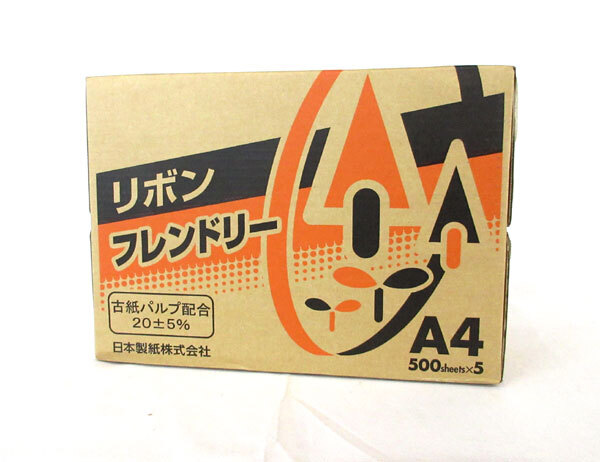 リボン
フレンドリー
古紙パルプ配合
20±5%
日本製紙株式会社
A4
500sheets×5